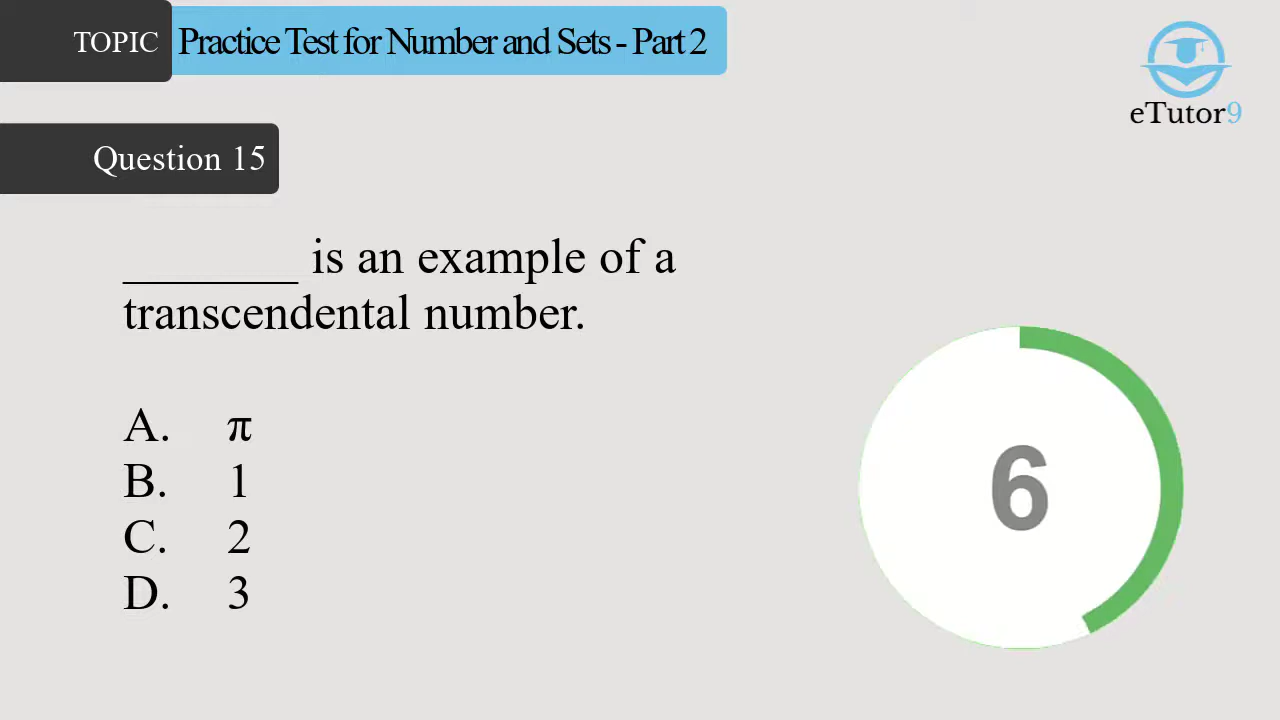 TOPIC Practice Test for Number and Sets - Part 2
eTutor9
Question 15
_______ is an example of a
transcendental number.
A. π
B. 1
C. 2
D. 3
6